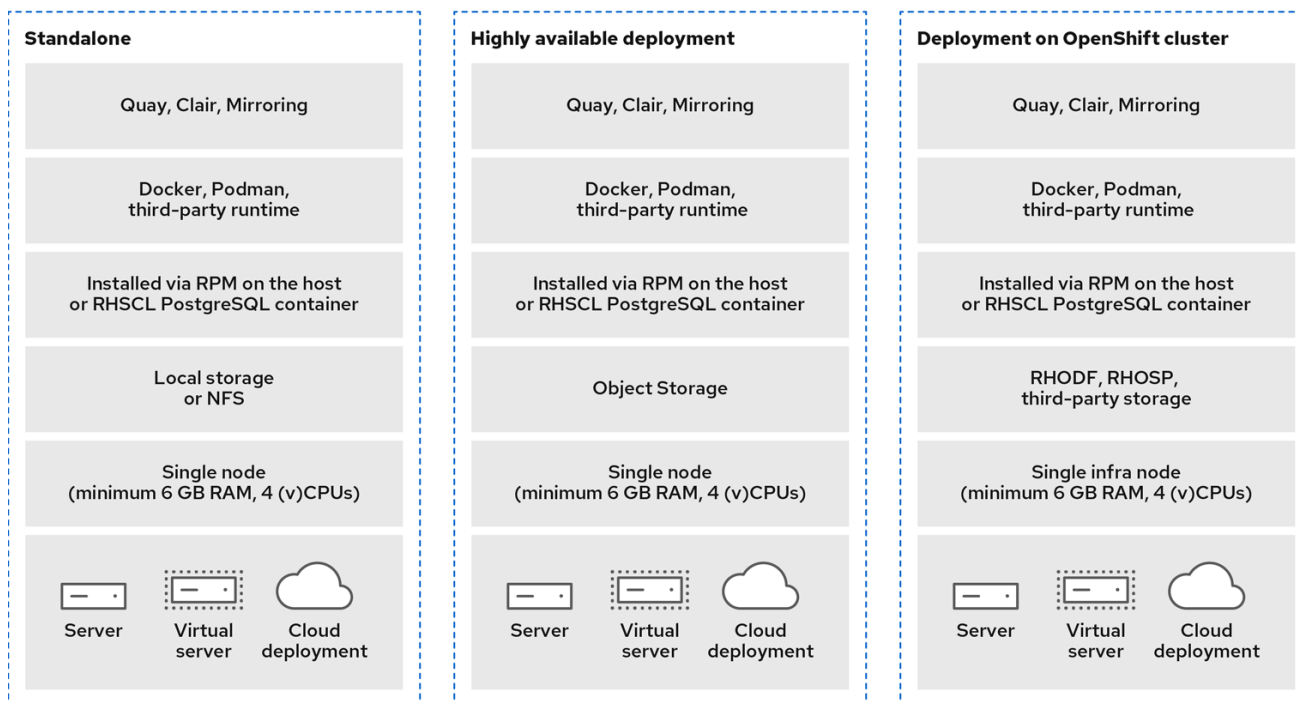 Standalone
Quay, Clair, Mirroring
Docker, Podman,
third-party runtime
Installed via RPM on the host
or RHSCL PostgreSQL container
Local storage
or NFS
Single node
(minimum 6 GB RAM, 4 (v)CPUs)
Server
Virtual
server
Cloud
deployment
Highly available deployment
Quay, Clair, Mirroring
Docker, Podman,
third-party runtime
Installed via RPM on the host
or RHSCL PostgreSQL container
Object Storage
Single node
(minimum 6 GB RAM, 4 (v)CPUs)
Server
Virtual
server
Cloud
deployment
Deployment on OpenShift cluster
Quay, Clair, Mirroring
Docker, Podman,
third-party runtime
Installed via RPM on the host
or RHSCL PostgreSQL container
RHODF, RHOSP,
third-party storage
Single infra node
(minimum 6 GB RAM, 4 (v)CPUs)
Server
Virtual
server
Cloud
deployment